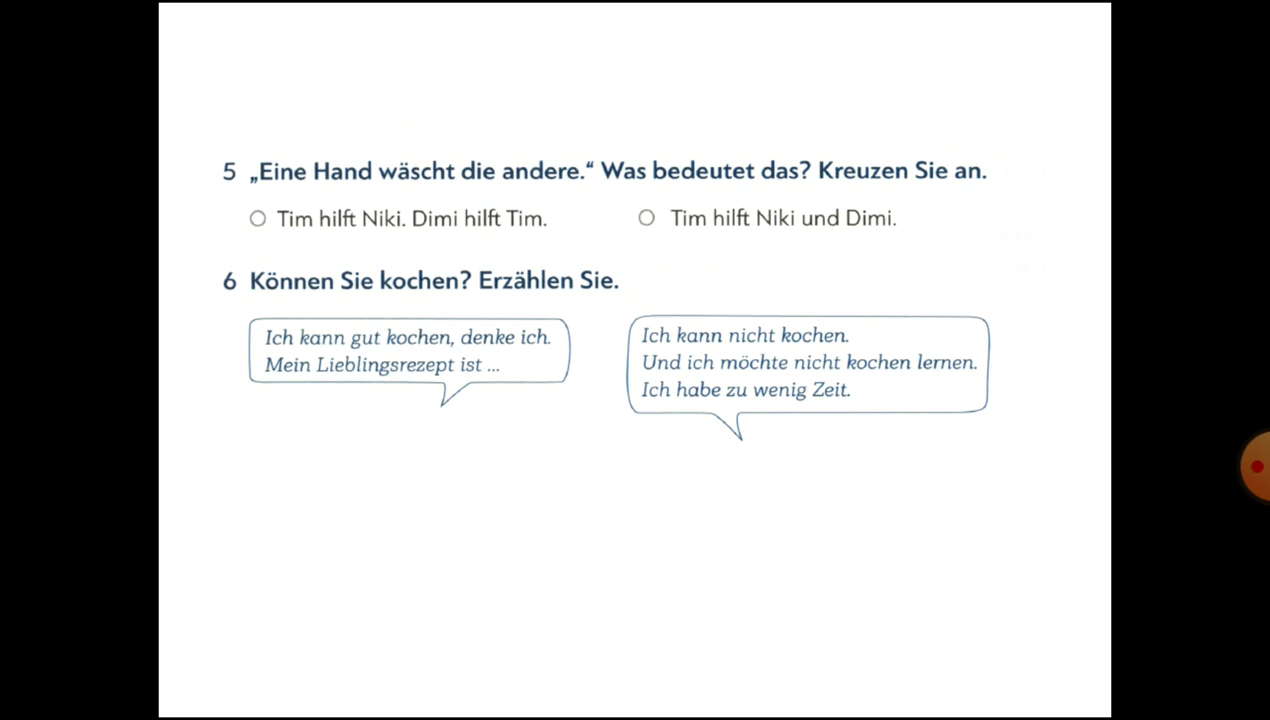 5 „Eine Hand wäscht die andere.“ Was bedeutet das? Kreuzen Sie an.
Tim hilft Niki. Dimi hilft Tim.
Tim hilft Niki und Dimi.
6 Können Sie kochen? Erzählen Sie.
Ich kann gut kochen, denke ich.
Mein Lieblingsrezept ist ...
Ich kann nicht kochen.
Und ich möchte nicht kochen lernen.
Ich habe zu wenig Zeit.